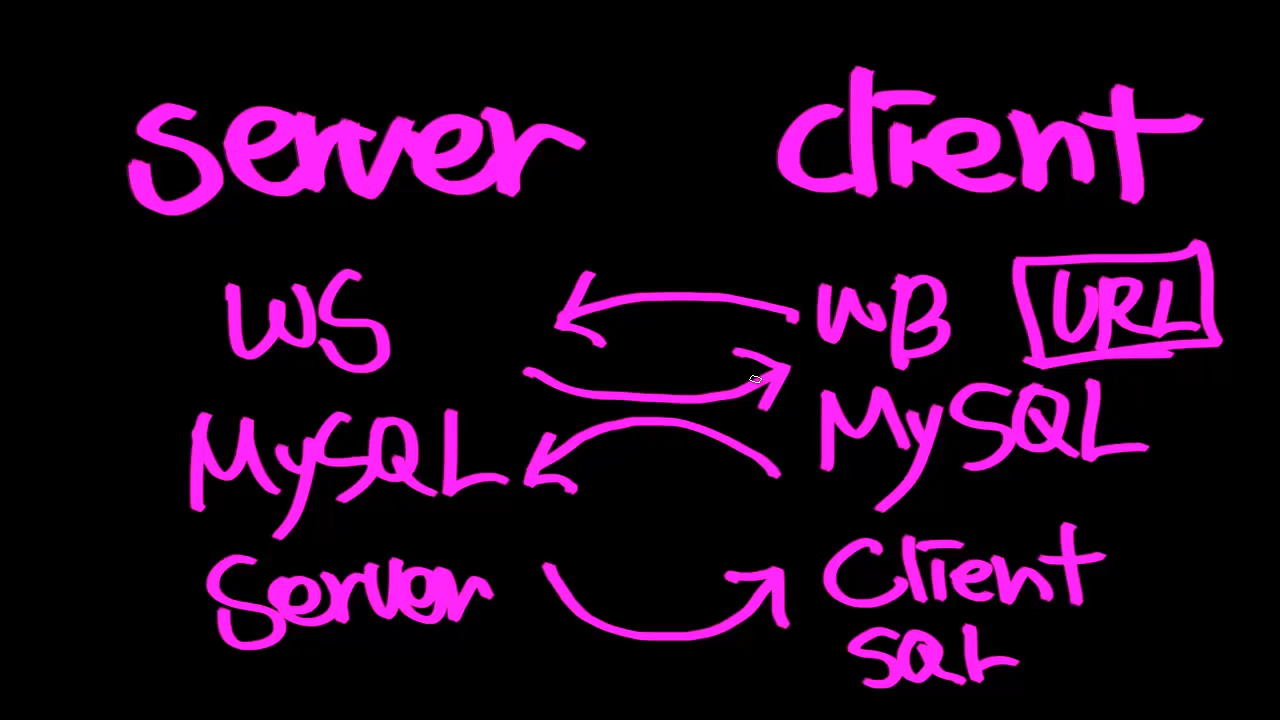 Server client
WS WB URL
MySQL MySQL
Server Client
SQL